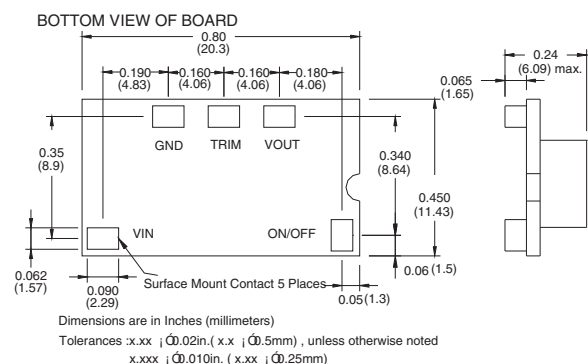 BOTTOM VIEW OF BOARD
0.80
(20.3)
0.24
(6.09) max.
0.190
(4.83)
0.160
(4.06)
0.160
(4.06)
0.180
(4.06)
0.065
(1.65)
GND TRIM VOUT
0.35
(8.9)
0.340
(8.64)
0.450
(11.43)
VIN
ON/OFF
0.062
(1.57)
0.06 (1.5)
0.090
(2.29)
Surface Mount Contact 5 Places
0.05 (1.3)
Dimensions are in Inches (millimeters)
Tolerances :x.xx ¡Ó0.02in. ( x.x ¡Ó0.5mm) , unless otherwise noted
x.xxx ¡Ó0.010in. ( x.xx ¡Ó0.25mm)